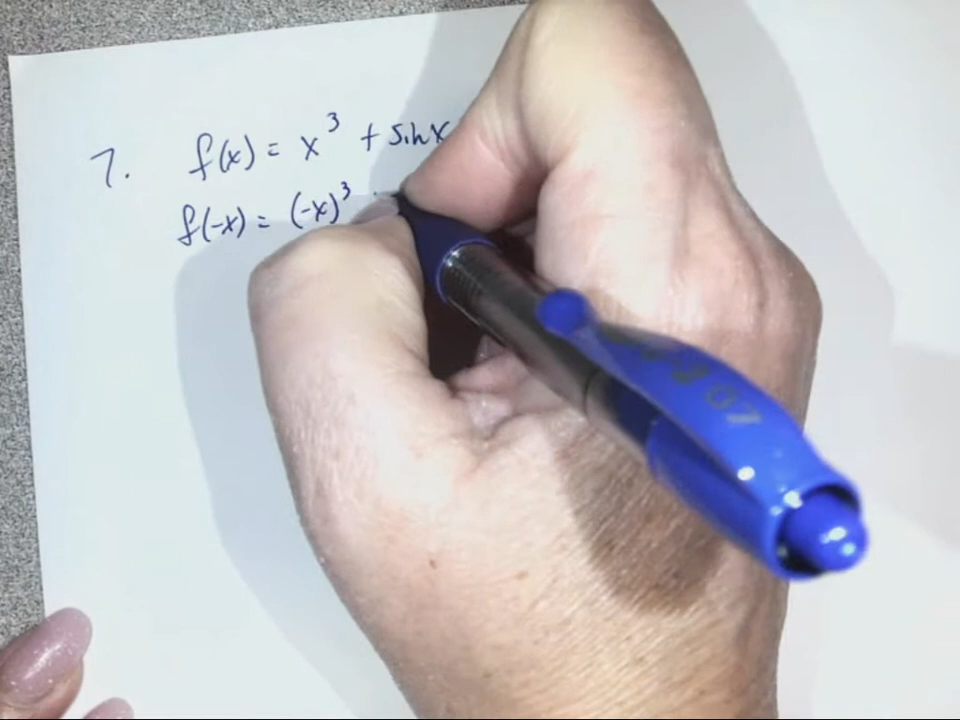 7. f(x) = x³ + sin x
f(-x) = (-x)³